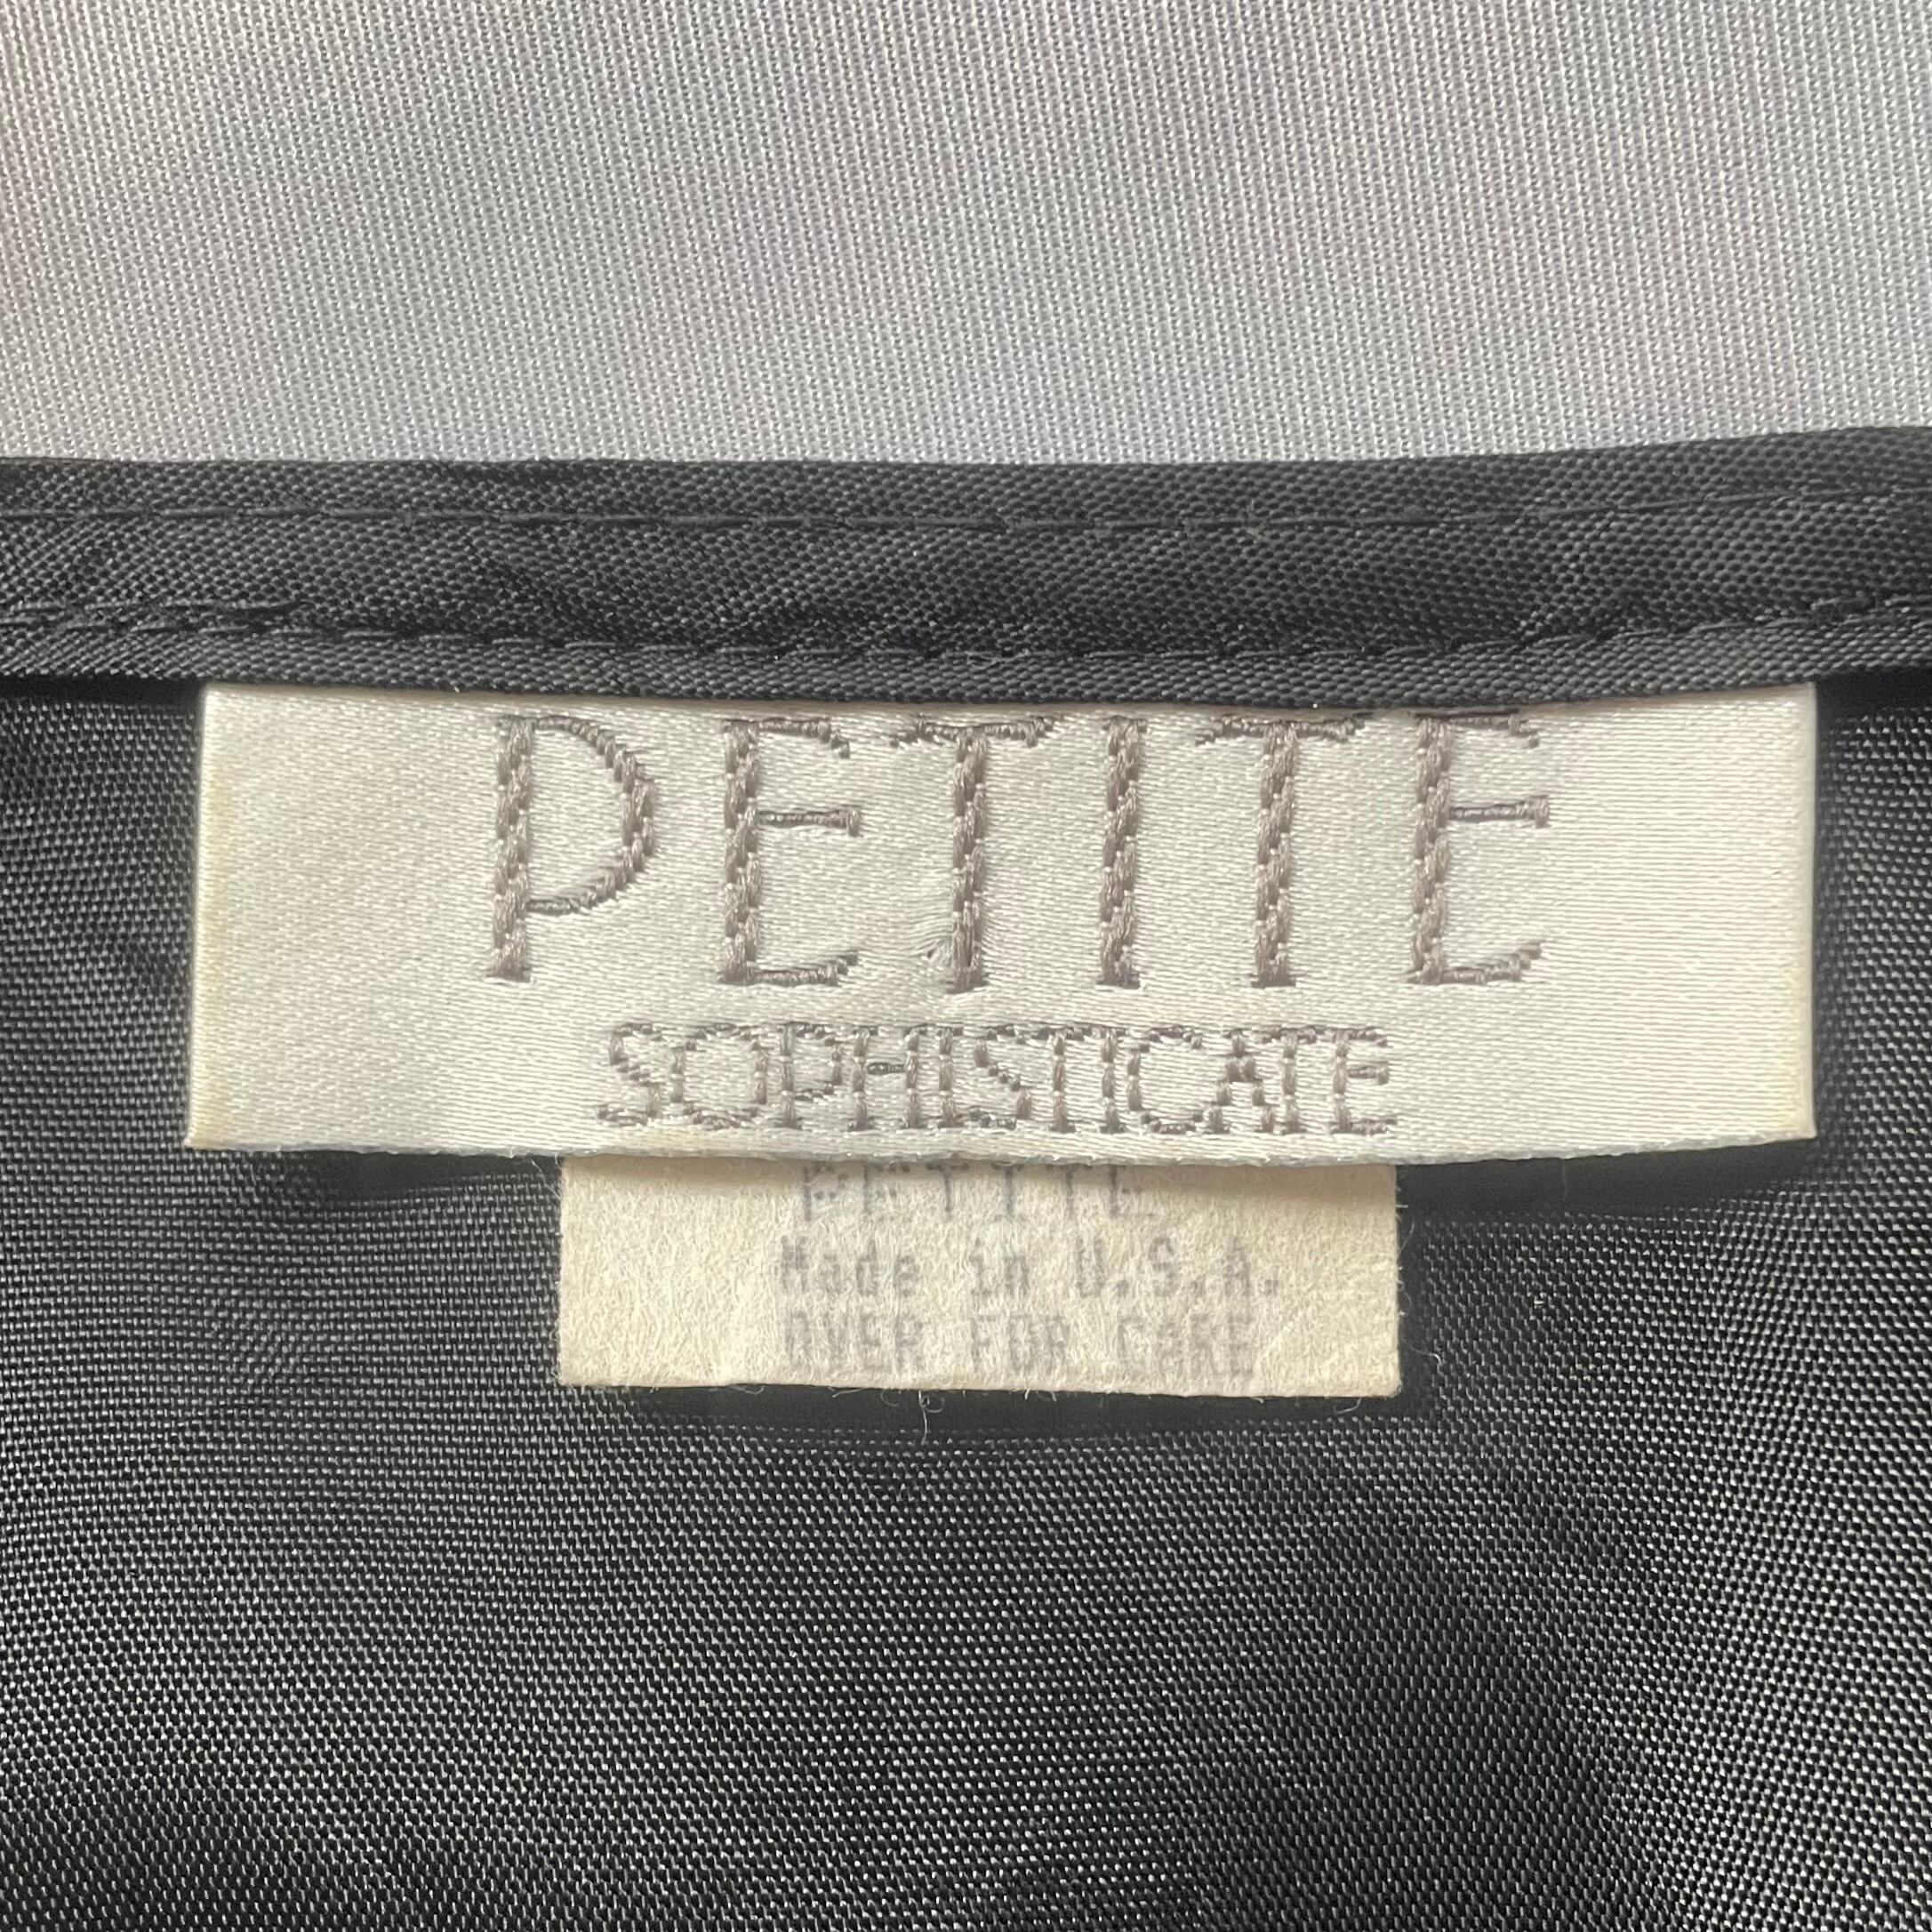 PETITE
SOPHISTICATE
PETITE
Made in U.S.A.
OVER FOR CARE